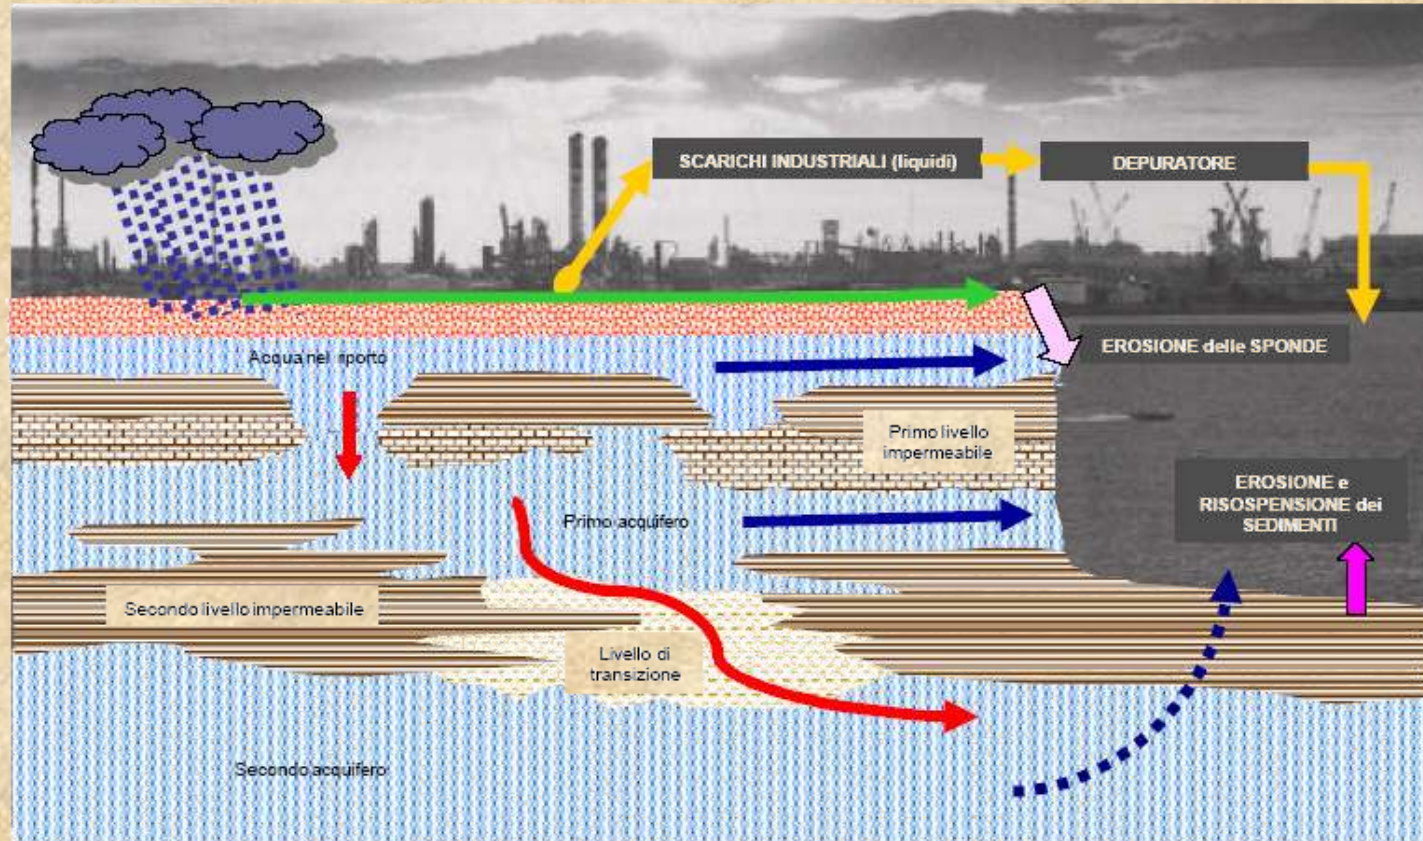 SCARICHI INDUSTRIALI (liquidi)
DEPURATORE
EROSIONE delle SPONDE
Acqua nel riporto
Primo livello
impermeabile
EROSIONE e
RISOSPENSIONE dei
SEDIMENTI
Primo acquifero
Secondo livello impermeabile
Livello di
transizione
Secondo acquifero